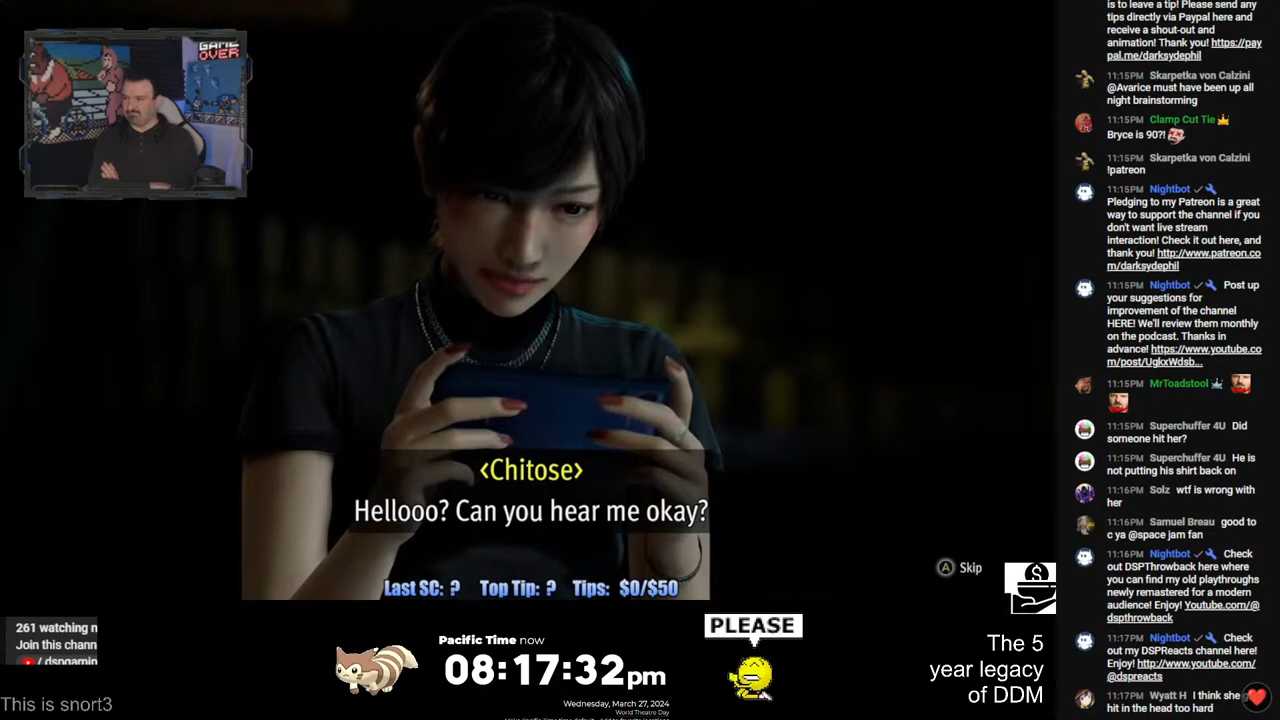 GAME
OVER
<Chitose>
Hellooo? Can you hear me okay?
A Skip
Last SC: ? Top Tip: ? Tips: $0/$50
261 watching n
Join this chann
/ dspgamin
This is snort3
Pacific Time now
08:17:32pm
Wednesday, March 27, 2024
World Theatre Day
PLEASE
The 5
year legacy
of DDM
is to leave a tip! Please send any
tips directly via Paypal here and
receive a shout-out and
animation! Thank you! https://pay
pal.me/darksydephil
11:15PM Skarpetka von Calzini
@Avarice must have been up all
night brainstorming
11:15PM Clamp Cut Tie
Bryce is 90?!
11:15PM Skarpetka von Calzini
!patreon
11:15PM Nightbot
Pledging to my Patreon is a great
way to support the channel if you
don't want live stream
interaction! Check it out here, and
thank you! http://www.patreon.co
m/darksydephil
11:15PM Nightbot Post up
your suggestions for
improvement of the channel
HERE! We'll review them monthly
on the podcast. Thanks in
advance! https://www.youtube.co
m/post/UgkxWdsb...
11:15PM MrToadstool
11:15PM Superchuffer 4U Did
someone hit her?
11:15PM Superchuffer 4U He is
not putting his shirt back on
11:16PM Solz wtf is wrong with
her
11:16PM Samuel Breau good to
c ya @space jam fan
11:16PM Nightbot Check
out DSPThrowback here where
you can find my old playthroughs
newly remastered for a modern
audience! Enjoy! Youtube.com/@
dspthrowback
11:17PM Nightbot Check
out my DSPReacts channel here!
Enjoy! http://www.youtube.com/
@dspreacts
11:17PM Wyatt H I think she
hit in the head too hard